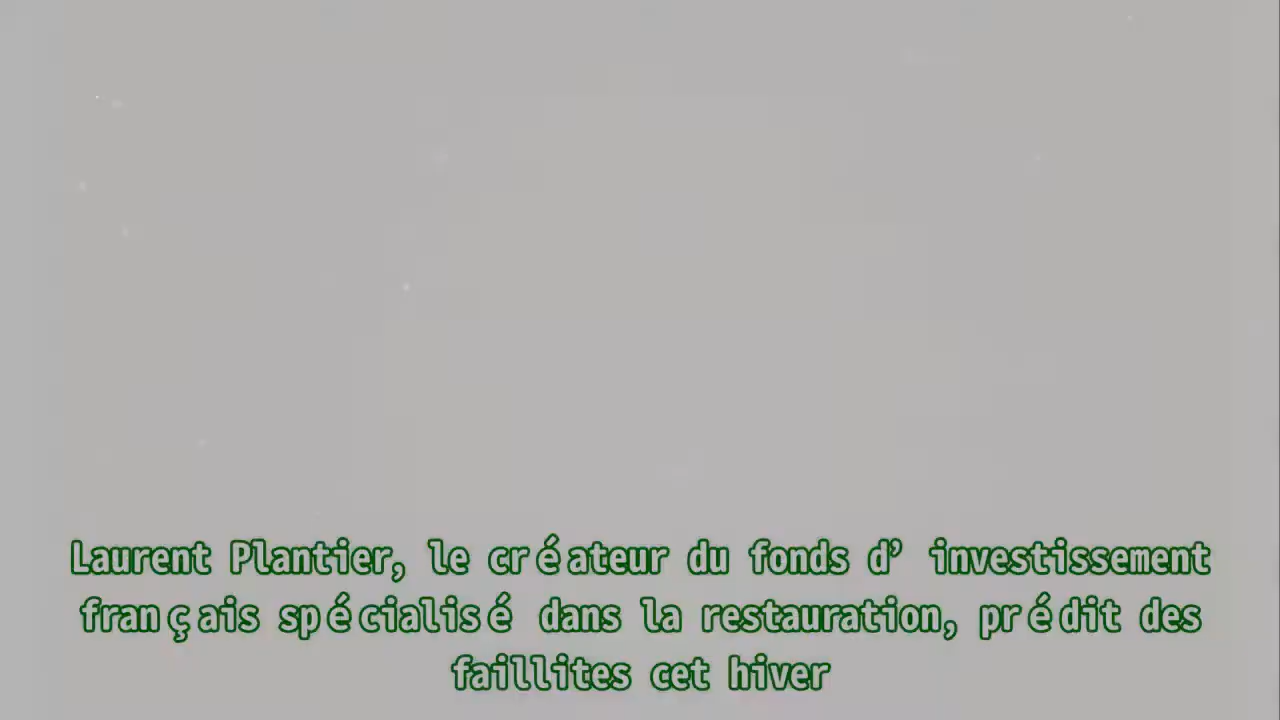 Laurent Plantier, le créateur du fonds d’ investissement
français spécialisé dans la restauration, prédit des
faillites cet hiver